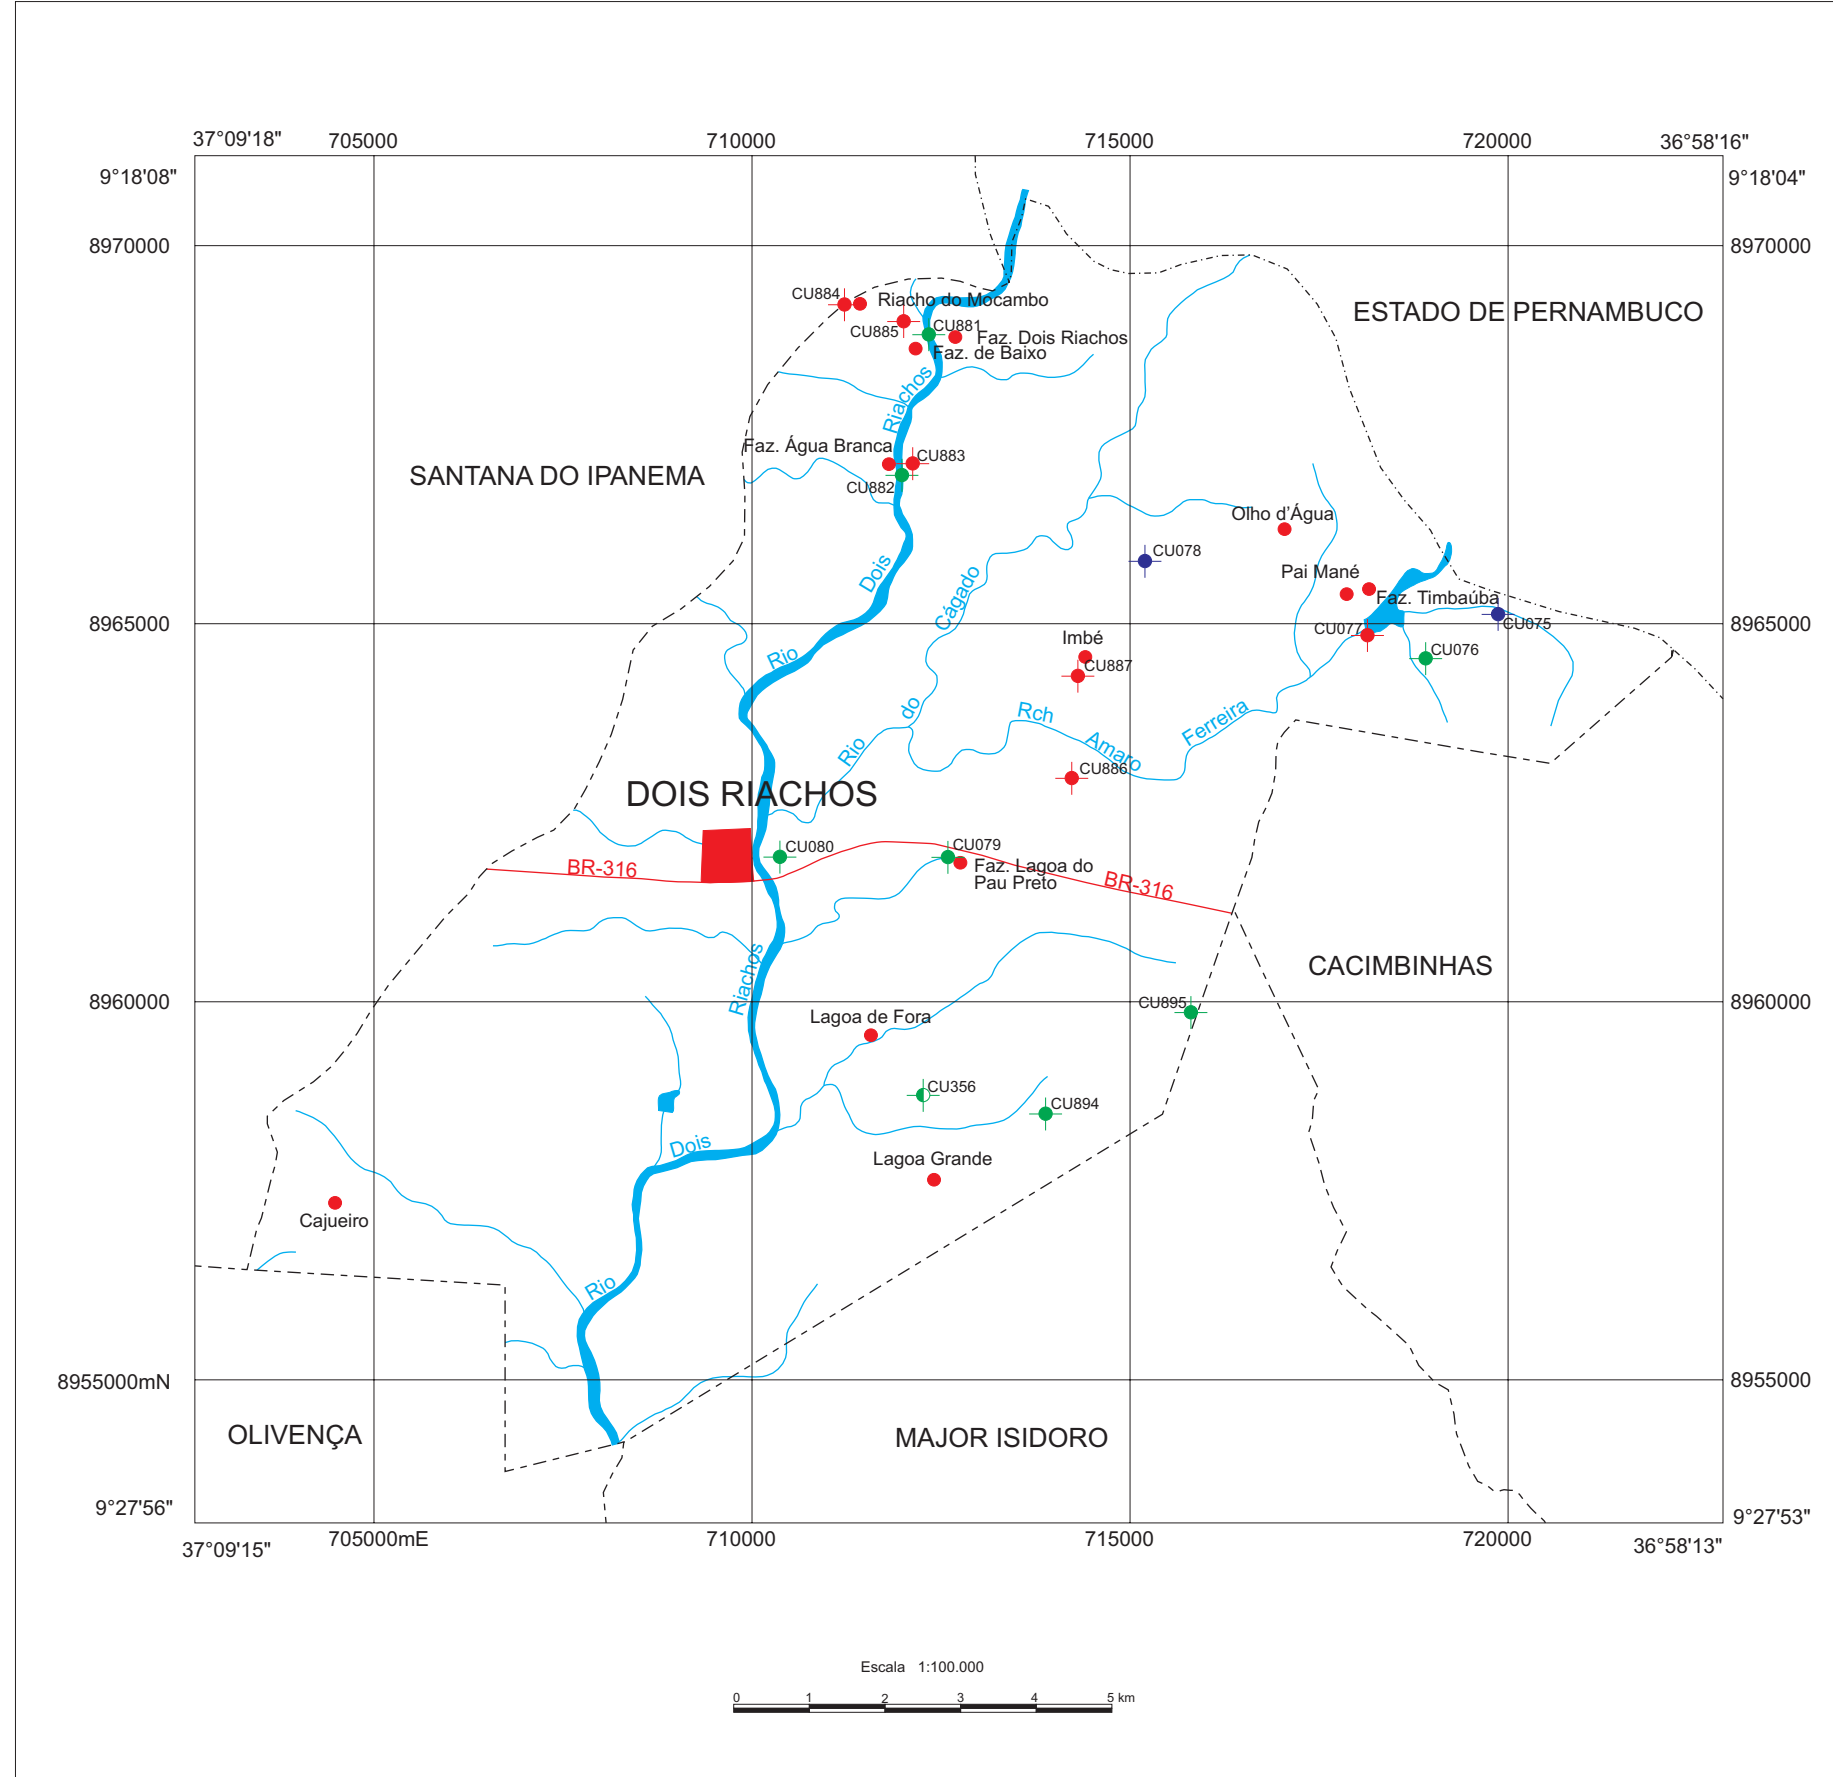 37°09'18"
705000
710000
715000
720000
36°58'16"
9°18'08"
9°18'04"
8970000
8970000
CU884
Riacho do Mocambo
ESTADO DE PERNAMBUCO
CU885
CU881
Faz. Dois Riachos
Faz. de Baixo
Riachos
Faz. Água Branca
CU883
SANTANA DO IPANEMA
CU882
Olho d'Água
CU078
Dois
Pai Mané
Cágado
Faz. Timbaúba
8965000
CU077
CU075
8965000
Imbé
CU076
Rio
CU887
do
Rch
Ferreira
Rio
Amaro
CU886
DOIS RIACHOS
CU080
CU079
BR-316
Faz. Lagoa do
Pau Preto
BR-316
Riachos
CACIMBINHAS
8960000
CU895
8960000
Lagoa de Fora
CU356
CU894
Dois
Lagoa Grande
Cajueiro
Rio
8955000mN
8955000
OLIVENÇA
MAJOR ISIDORO
9°27'56"
9°27'53"
37°09'15"
705000mE
710000
715000
720000
36°58'13"
Escala 1:100.000
0 1 2 3 4 5 km